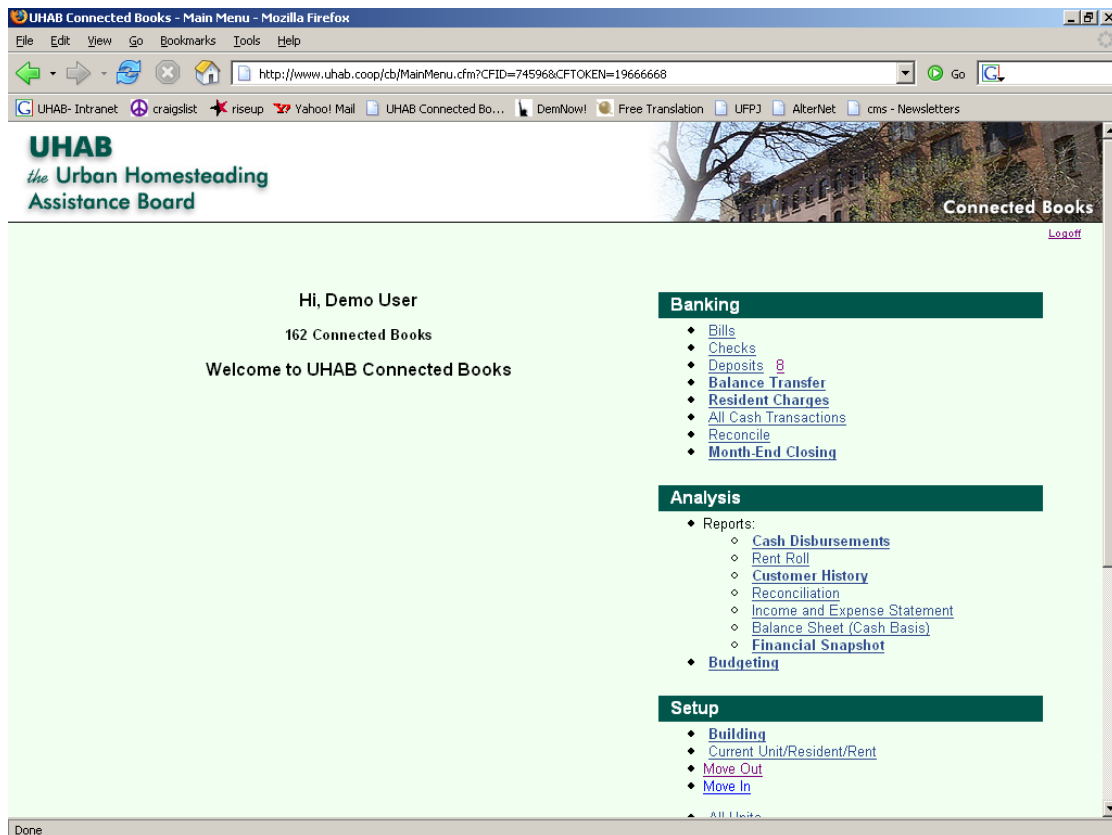 UHAB Connected Books - Main Menu - Mozilla Firefox
File Edit View Go Bookmarks Tools Help
http://www.uhab.coop/cb/MainMenu.cfm?CFID=74596&CFTOKEN=19666668 Go G
G UHAB- Intranet craigslist riseup Yahoo! Mail UHAB Connected Bo... DemNow! Free Translation UFPJ AlterNet cms - Newsletters
UHAB
the Urban Homesteading
Assistance Board
Connected Books
Logoff
Hi, Demo User
162 Connected Books
Welcome to UHAB Connected Books
Banking
Bills
Checks
Deposits 8
Balance Transfer
Resident Charges
All Cash Transactions
Reconcile
Month-End Closing
Analysis
Reports:
Cash Disbursements
Rent Roll
Customer History
Reconciliation
Income and Expense Statement
Balance Sheet (Cash Basis)
Financial Snapshot
Budgeting
Setup
Building
Current Unit/Resident/Rent
Move Out
Move In
All Units
Done